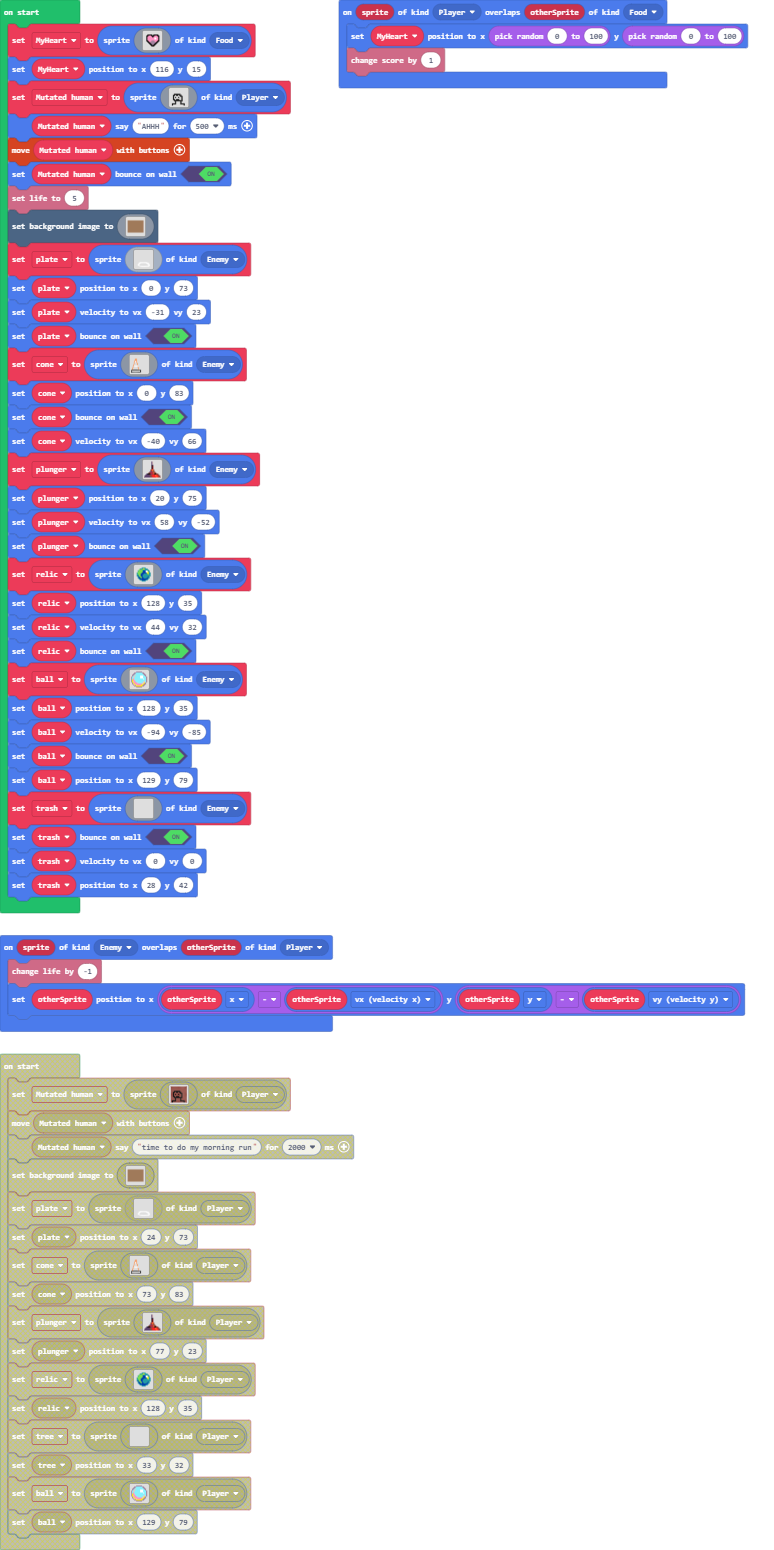 on start
set MyHeart to sprite of kind Food
set MyHeart position to x 116 y 15
set Mutated human to sprite of kind Player
Mutated human say "AHHH" for 500 ms
move Mutated human with buttons
set Mutated human bounce on wall ON
set life to 5
set background image to
set plate to sprite of kind Enemy
set plate position to x 0 y 73
set plate velocity to vx -31 vy 23
set plate bounce on wall ON
set cone to sprite of kind Enemy
set cone position to x 0 y 83
set cone bounce on wall ON
set cone velocity to vx -40 vy 66
set plunger to sprite of kind Enemy
set plunger position to x 20 y 75
set plunger velocity to vx 58 vy -52
set plunger bounce on wall ON
set relic to sprite of kind Enemy
set relic position to x 128 y 35
set relic velocity to vx 44 vy 32
set relic bounce on wall ON
set ball to sprite of kind Enemy
set ball position to x 128 y 35
set ball velocity to vx -94 vy -85
set ball bounce on wall ON
set ball position to x 129 y 79
set trash to sprite of kind Enemy
set trash bounce on wall ON
set trash velocity to vx 0 vy 0
set trash position to x 28 y 42
on sprite of kind Player overlaps otherSprite of kind Food
set MyHeart position to x pick random 0 to 100 y pick random 0 to 100
change score by 1
on sprite of kind Enemy overlaps otherSprite of kind Player
change life by -1
set otherSprite position to x otherSprite x - otherSprite vx (velocity x) y otherSprite y - otherSprite vy (velocity y)
on start
set Mutated human to sprite of kind Player
move Mutated human with buttons
Mutated human say "time to do my morning run" for 2000 ms
set background image to
set plate to sprite of kind Player
set plate position to x 24 y 73
set cone to sprite of kind Player
set cone position to x 73 y 83
set plunger to sprite of kind Player
set plunger position to x 77 y 23
set relic to sprite of kind Player
set relic position to x 128 y 35
set tree to sprite of kind Player
set tree position to x 33 y 32
set ball to sprite of kind Player
set ball position to x 129 y 79